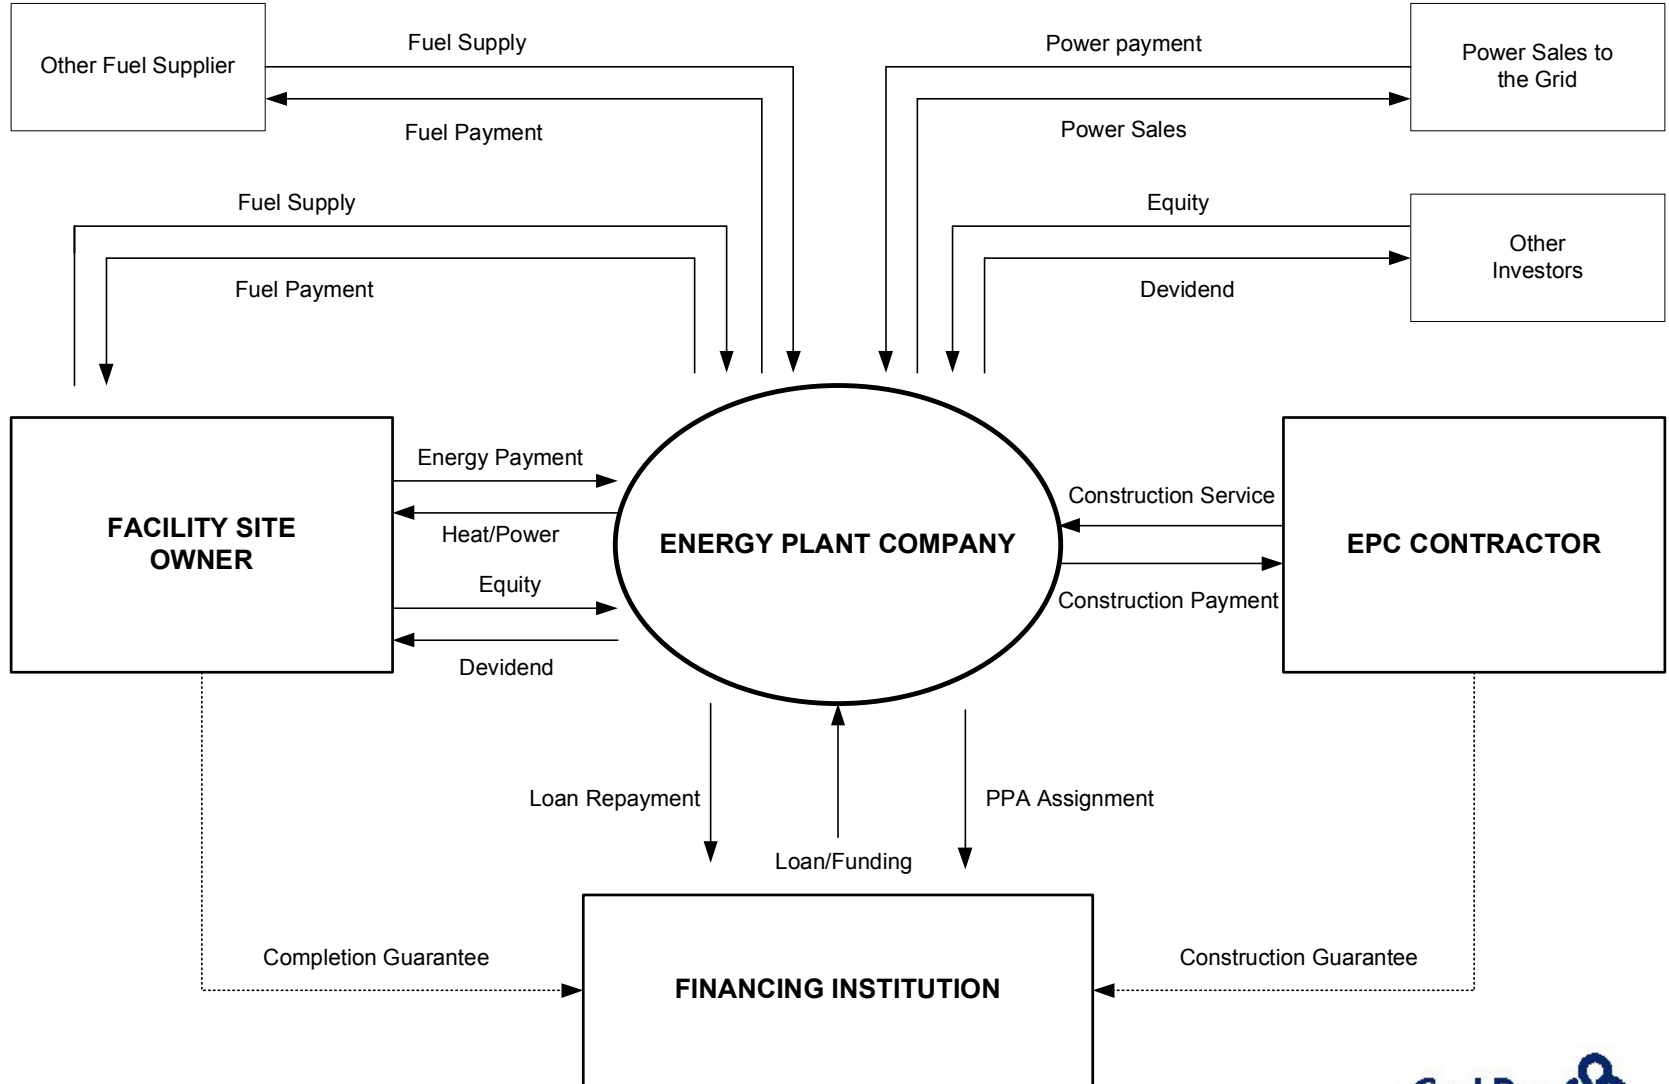 Fuel Supply
Power payment
Other Fuel Supplier
Power Sales to
the Grid
Fuel Payment
Power Sales
Fuel Supply
Equity
Other
Investors
Fuel Payment
Devidend
Energy Payment
Construction Service
FACILITY SITE
OWNER
Heat/Power
ENERGY PLANT COMPANY
EPC CONTRACTOR
Equity
Construction Payment
Devidend
Loan Repayment
PPA Assignment
Loan/Funding
Completion Guarantee
Construction Guarantee
FINANCING INSTITUTION